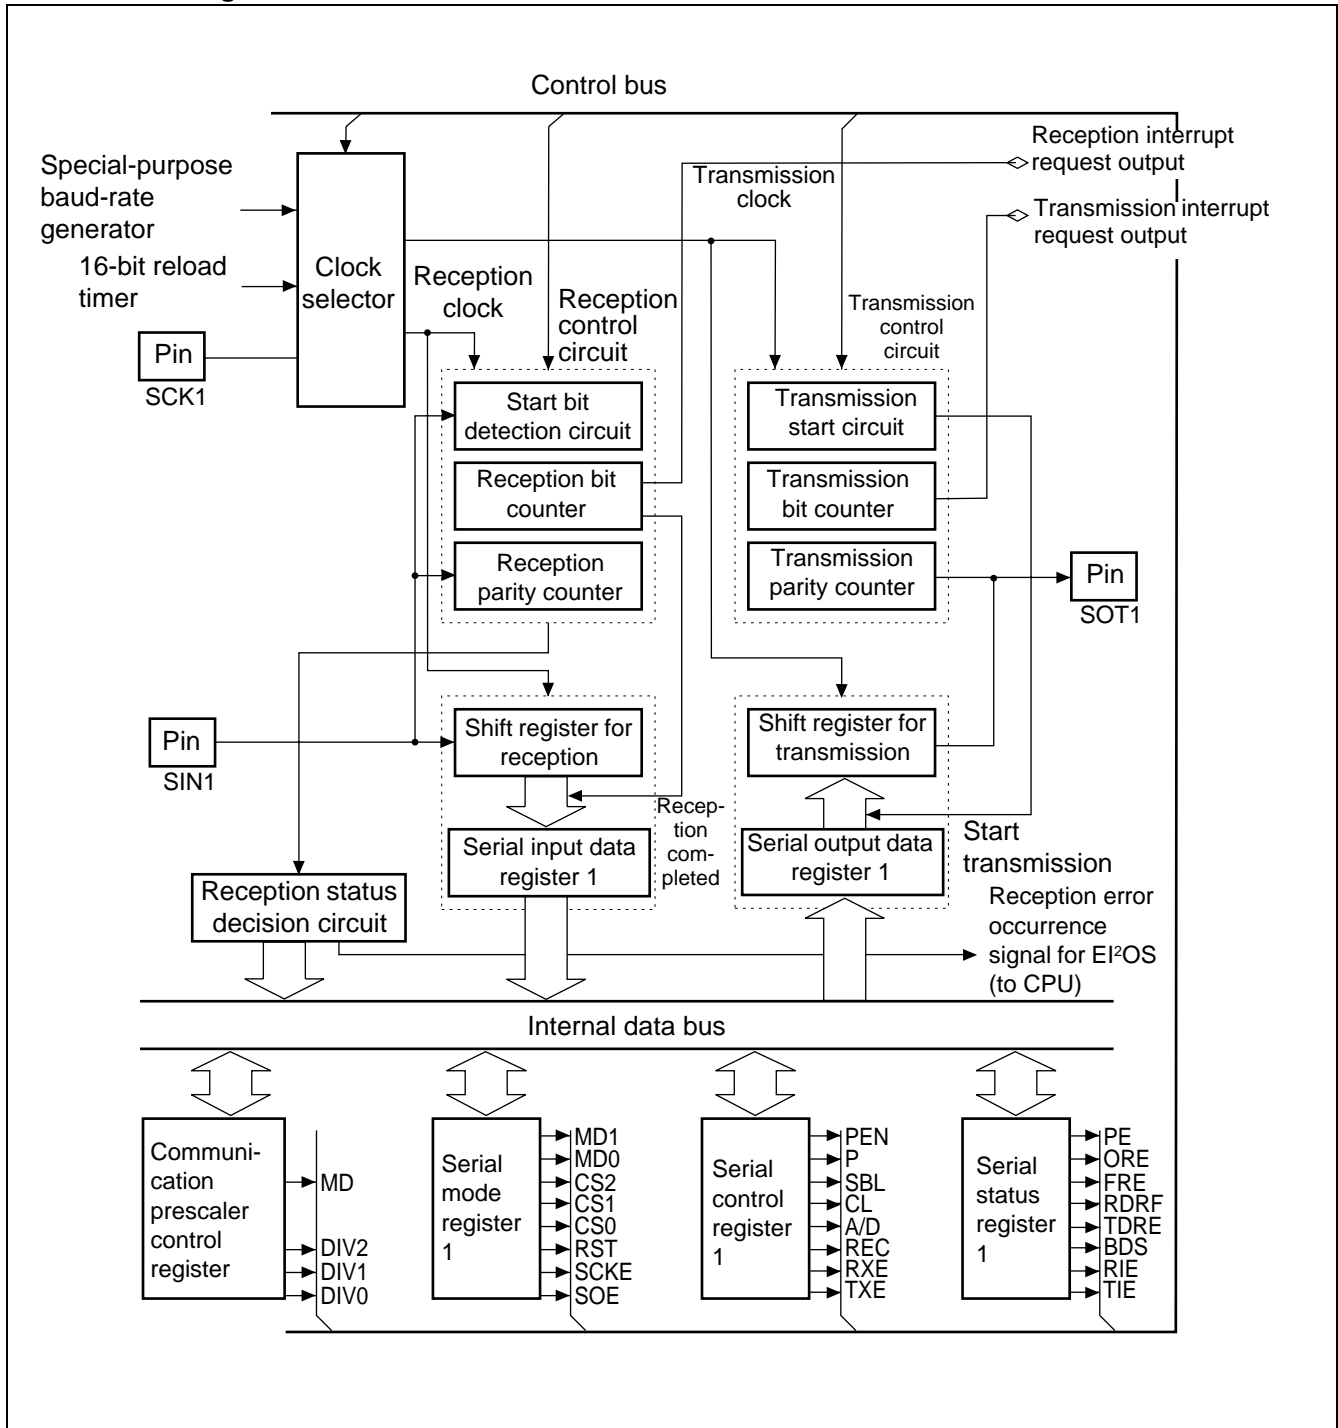 Control bus
Special-purpose
baud-rate
generator
16-bit reload
timer
Pin
SCK1
Clock
selector
Reception
clock
Reception
control
circuit
Transmission
clock
Transmission
control
circuit
Reception interrupt
request output
Transmission interrupt
request output
Start bit
detection circuit
Reception bit
counter
Reception
parity counter
Transmission
start circuit
Transmission
bit counter
Transmission
parity counter
Pin
SOT1
Pin
SIN1
Shift register for
reception
Shift register for
transmission
Recep-
tion
com-
pleted
Serial input data
register 1
Serial output data
register 1
Start
transmission
Reception status
decision circuit
Reception error
occurrence
signal for EI²OS
(to CPU)
Internal data bus
Communi-
cation
prescaler
control
register
MD
DIV2
DIV1
DIV0
Serial
mode
register
1
MD1
MD0
CS2
CS1
CS0
RST
SCKE
SOE
Serial
control
register
1
PEN
P
SBL
CL
A/D
REC
RXE
TXE
Serial
status
register
1
PE
ORE
FRE
RDRF
TDRE
BDS
RIE
TIE